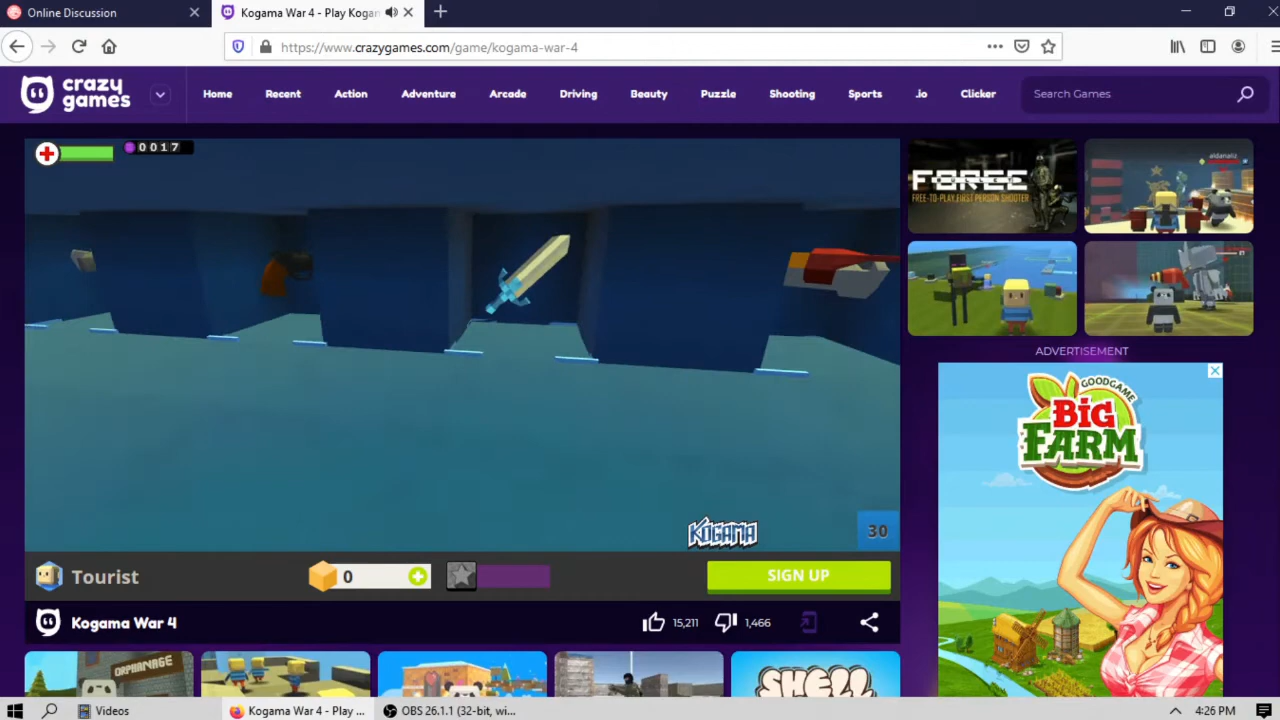 Online Discussion
Kogama War 4 - Play Kogan
https://www.crazygames.com/game/kogama-war-4
crazy games
Home Recent Action Adventure Arcade Driving Beauty Puzzle Shooting Sports .io Clicker
Search Games
0017
FOREE
FREE-TO-PLAY FIRST PERSON SHOOTER
ADVERTISEMENT
GOODGAME
BIG
FARM
KOGAMA
30
Tourist
0
SIGN UP
Kogama War 4
15,211
1,466
ORPHANAGE
SHELL
Videos
Kogama War 4 - Play ...
OBS 26.1.1 (32-bit, wi...
4:26 PM